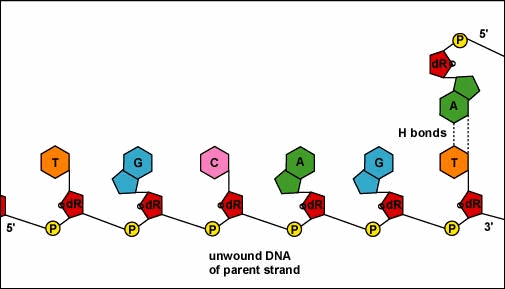 P 5'
dR
A
H bonds
T G C A G T
dR dR dR dR dR dR
5' P P P P P P 3'
unwound DNA
of parent strand